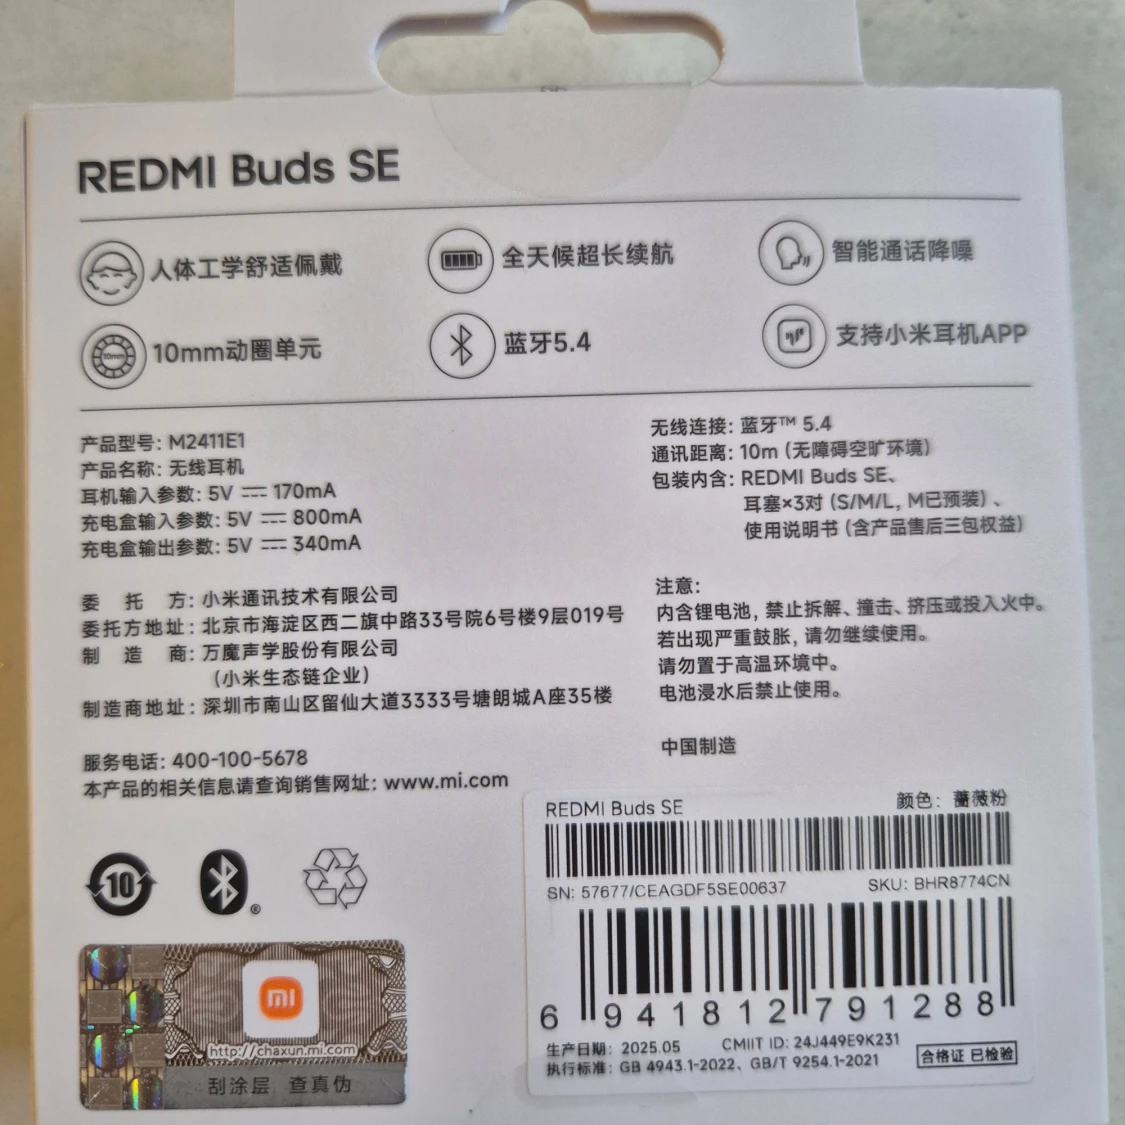 REDMI Buds SE
人体工学舒适佩戴
全天候超长续航
智能通话降噪
10mm
10mm动圈单元
蓝牙5.4
支持小米耳机APP
产品型号: M2411E1
产品名称: 无线耳机
耳机输入参数: 5V ⎓ 170mA
充电盒输入参数: 5V ⎓ 800mA
充电盒输出参数: 5V ⎓ 340mA
无线连接: 蓝牙™ 5.4
通讯距离: 10m (无障碍空旷环境)
包装内含: REDMI Buds SE、
耳塞×3对 (S/M/L, M已预装) 、
使用说明书 (含产品售后三包权益)
委 托 方: 小米通讯技术有限公司
委托方地址: 北京市海淀区西二旗中路33号院6号楼9层019号
制 造 商: 万魔声学股份有限公司
(小米生态链企业)
制造商地址: 深圳市南山区留仙大道3333号塘朗城A座35楼
注意:
内含锂电池, 禁止拆解、撞击、挤压或投入火中。
若出现严重鼓胀, 请勿继续使用。
请勿置于高温环境中。
电池浸水后禁止使用。
服务电话: 400-100-5678
本产品的相关信息请查询销售网址: www.mi.com
中国制造
10
®
mi
http://chaxun.mi.com
刮涂层 查真伪
REDMI Buds SE 颜色: 蔷薇粉
SN: 57677/CEAGDF5SE00637 SKU: BHR8774CN
6 941812 791288
生产日期: 2025.05 CMIIT ID: 24J449E9K231
执行标准: GB 4943.1-2022、GB/T 9254.1-2021
合格证 已检验